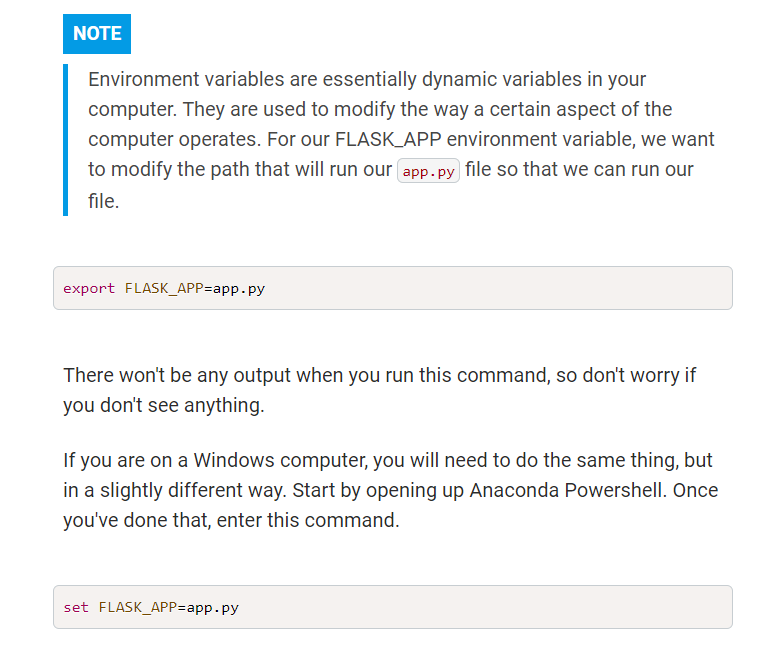 NOTE
Environment variables are essentially dynamic variables in your
computer. They are used to modify the way a certain aspect of the
computer operates. For our FLASK_APP environment variable, we want
to modify the path that will run our app.py file so that we can run our
file.
export FLASK_APP=app.py
There won't be any output when you run this command, so don't worry if
you don't see anything.
If you are on a Windows computer, you will need to do the same thing, but
in a slightly different way. Start by opening up Anaconda Powershell. Once
you've done that, enter this command.
set FLASK_APP=app.py